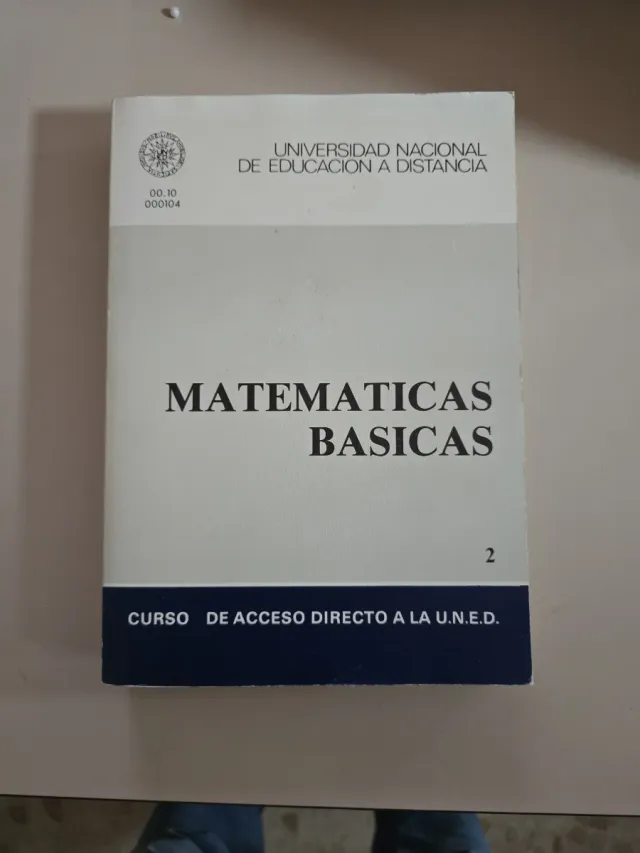 UNIVERSIDAD NACIONAL
DE EDUCACION A DISTANCIA
00.10
000104
MATEMATICAS
BASICAS
2
CURSO DE ACCESO DIRECTO A LA U.N.E.D.